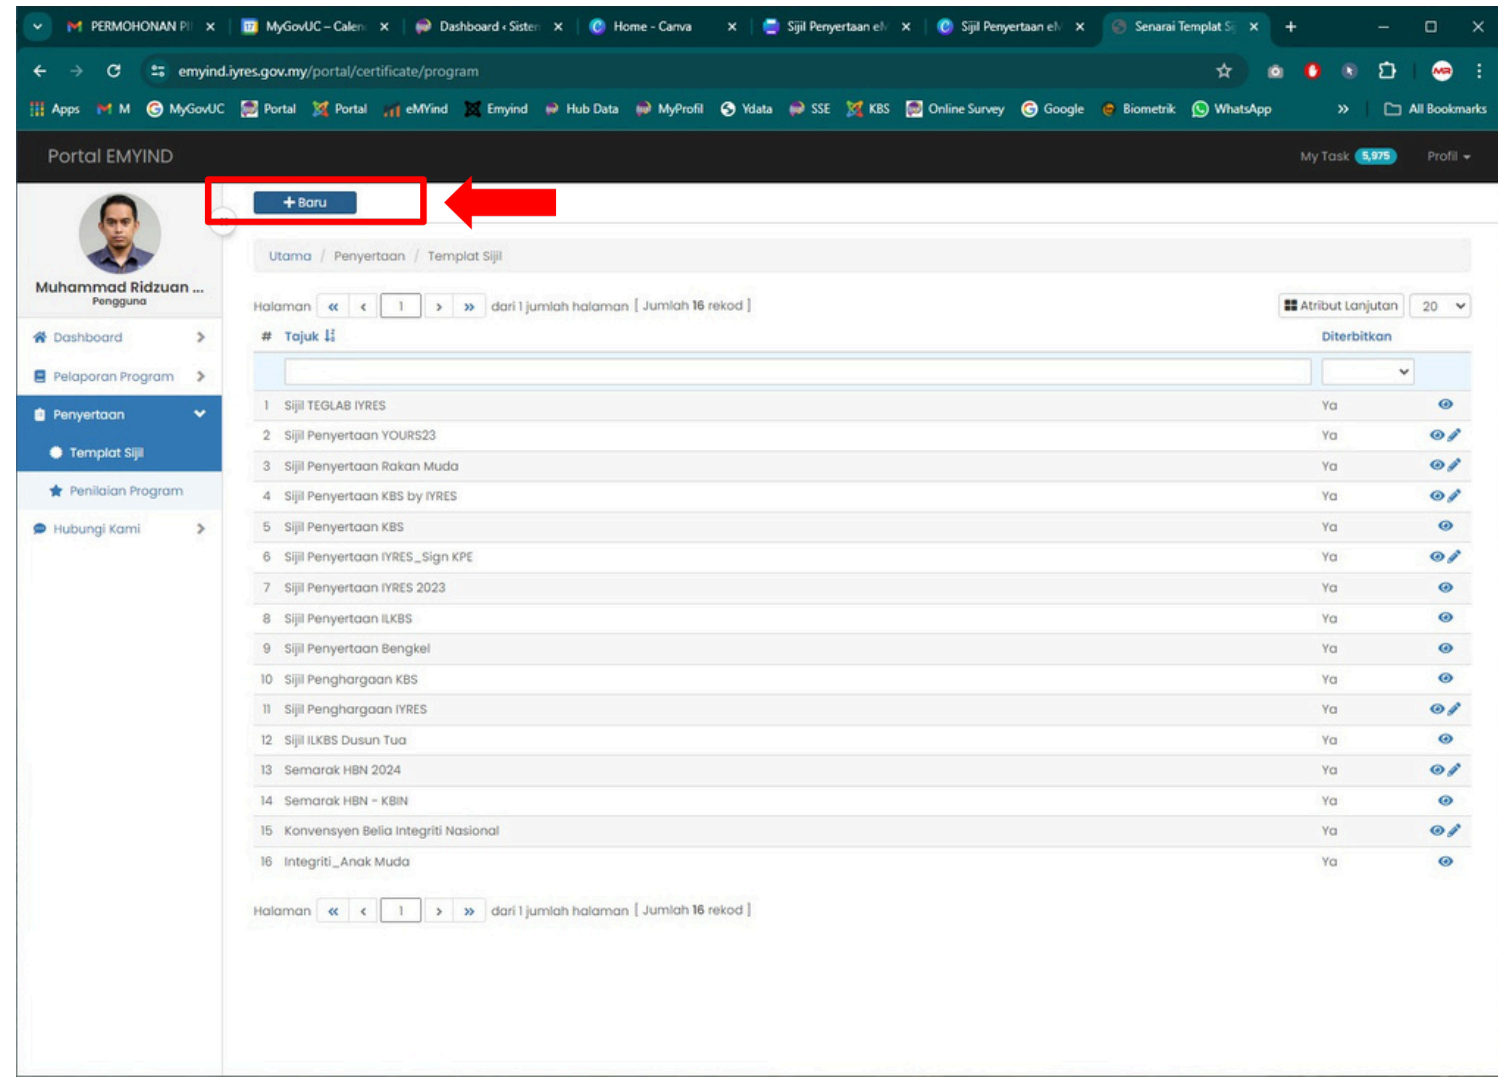 PERMOHONAN PI
MyGovUC – Calen
Dashboard ‹ Sister
Home - Canva
Sijil Penyertaan eM
Sijil Penyertaan eM
Senarai Templat Sij
emyind.iyres.gov.my/portal/certificate/program
Apps M MyGovUC Portal Portal eMYind Emyind Hub Data MyProfil Ydata SSE KBS Online Survey Google Biometrik WhatsApp » All Bookmarks
Portal EMYIND My Task 5,975 Profil
+ Baru
Muhammad Ridzuan ...
Pengguna
Dashboard
Pelaporan Program
Penyertaan
Templat Sijil
Penilaian Program
Hubungi Kami
Utama / Penyertaan / Templat Sijil
Halaman « ‹ 1 › » dari 1 jumlah halaman [ Jumlah 16 rekod ] Atribut Lanjutan 20
# Tajuk Diterbitkan
1 Sijil TEGLAB IYRES Ya
2 Sijil Penyertaan YOURS23 Ya
3 Sijil Penyertaan Rakan Muda Ya
4 Sijil Penyertaan KBS by IYRES Ya
5 Sijil Penyertaan KBS Ya
6 Sijil Penyertaan IYRES_Sign KPE Ya
7 Sijil Penyertaan IYRES 2023 Ya
8 Sijil Penyertaan ILKBS Ya
9 Sijil Penyertaan Bengkel Ya
10 Sijil Penghargaan KBS Ya
11 Sijil Penghargaan IYRES Ya
12 Sijil ILKBS Dusun Tua Ya
13 Semarak HBN 2024 Ya
14 Semarak HBN - KBIN Ya
15 Konvensyen Belia Integriti Nasional Ya
16 Integriti_Anak Muda Ya
Halaman « ‹ 1 › » dari 1 jumlah halaman [ Jumlah 16 rekod ]